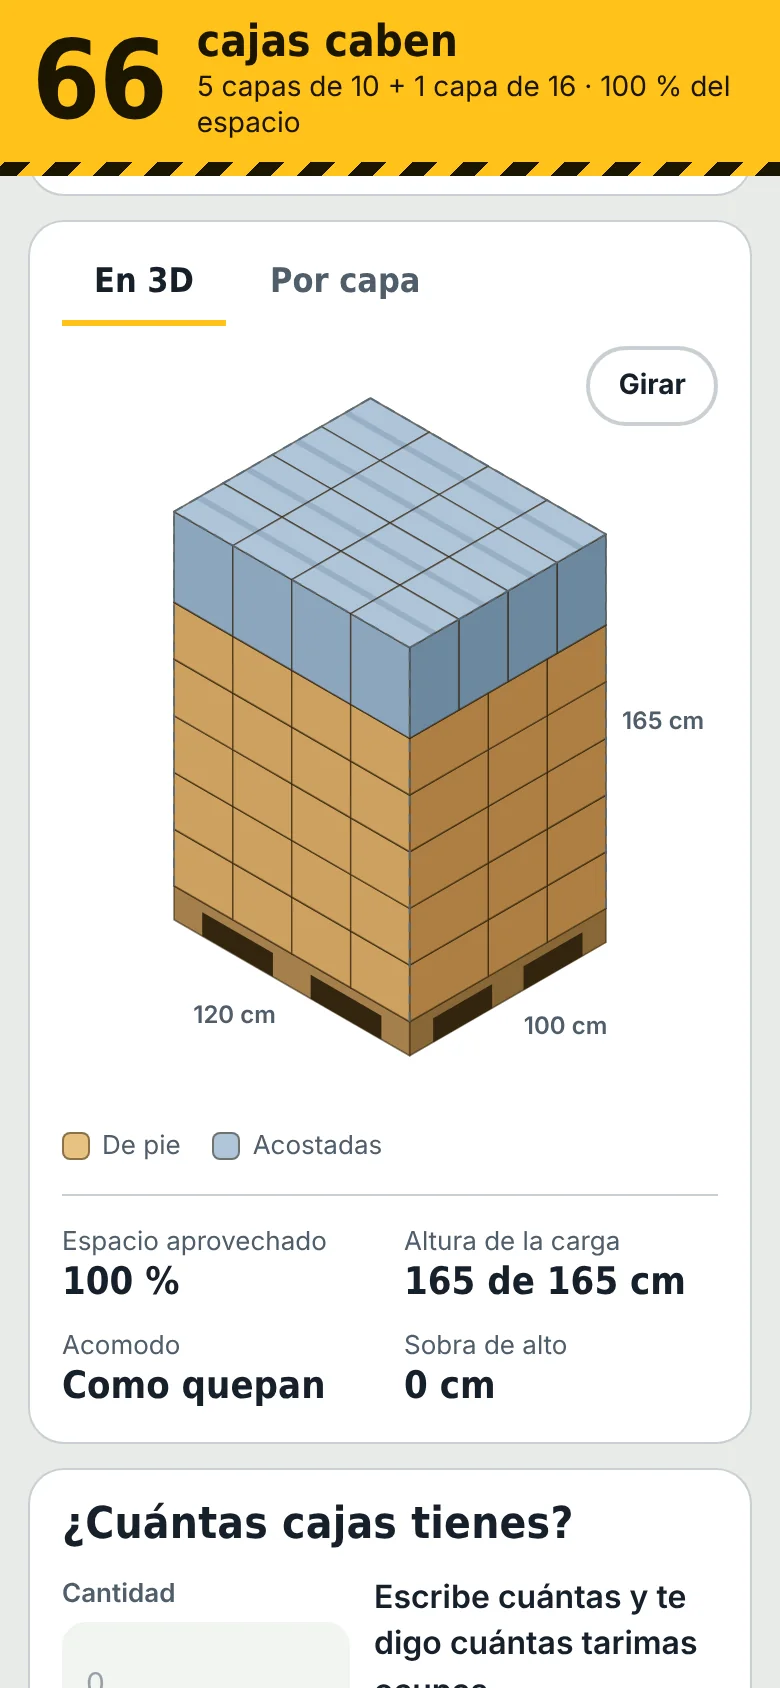 66
cajas caben
5 capas de 10 + 1 capa de 16 · 100 % del
espacio
En 3D
Por capa
Girar
165 cm
120 cm
100 cm
De pie
Acostadas
Espacio aprovechado
100 %
Altura de la carga
165 de 165 cm
Acomodo
Como quepan
Sobra de alto
0 cm
¿Cuántas cajas tienes?
Cantidad
0
Escribe cuántas y te
digo cuántas tarimas